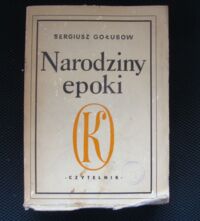 SERGIUSZ GOŁUBOW
Narodziny
epoki
K
·CZYTELNIK·